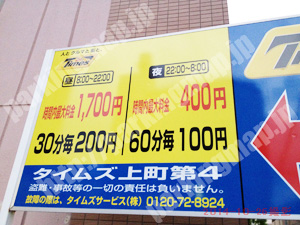 Times
昼 8:00～22:00
時間内最大料金 1,700円
30分毎 200円
夜 22:00～8:00
時間内最大料金 400円
60分毎 100円
タイムズ上町第4
盗難・事故等の一切の責任は負いません。
故障の際は、タイムズサービス(株) 0120-72-8924